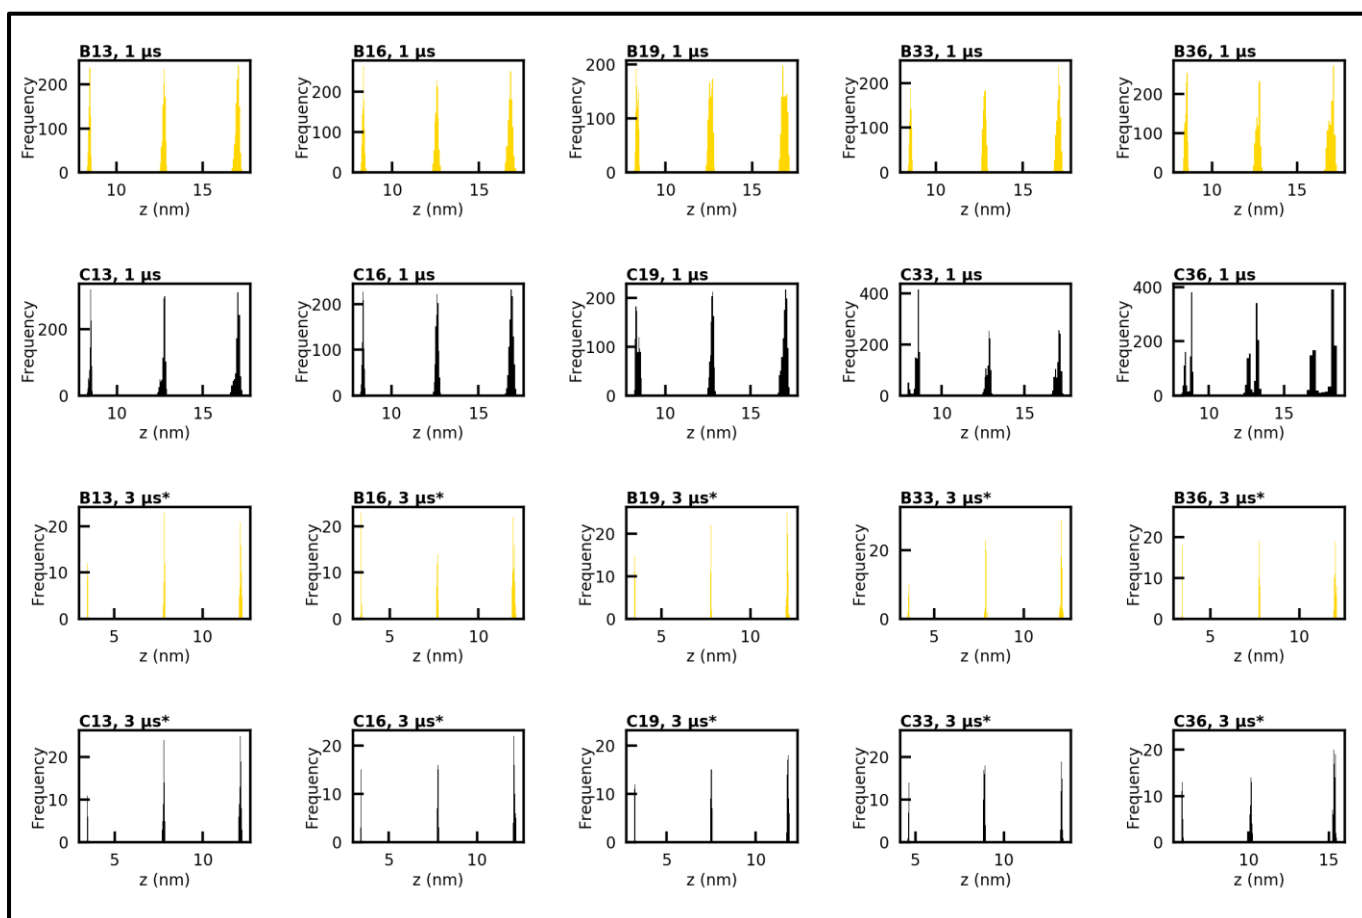 B13, 1 μs
B16, 1 μs
B19, 1 μs
B33, 1 μs
B36, 1 μs
Frequency
200
100
0
10
15
z (nm)
Frequency
200
100
0
10
15
z (nm)
Frequency
200
100
0
10
15
z (nm)
Frequency
200
100
0
10
15
z (nm)
Frequency
200
100
0
10
15
z (nm)
C13, 1 μs
C16, 1 μs
C19, 1 μs
C33, 1 μs
C36, 1 μs
Frequency
200
0
10
15
z (nm)
Frequency
200
100
0
10
15
z (nm)
Frequency
200
100
0
10
15
z (nm)
Frequency
400
200
0
10
15
z (nm)
Frequency
400
200
0
10
15
z (nm)
B13, 3 μs*
B16, 3 μs*
B19, 3 μs*
B33, 3 μs*
B36, 3 μs*
Frequency
20
10
0
5
10
z (nm)
Frequency
20
10
0
5
10
z (nm)
Frequency
20
10
0
5
10
z (nm)
Frequency
20
0
5
10
z (nm)
Frequency
20
10
0
5
10
z (nm)
C13, 3 μs*
C16, 3 μs*
C19, 3 μs*
C33, 3 μs*
C36, 3 μs*
Frequency
20
10
0
5
10
z (nm)
Frequency
20
10
0
5
10
z (nm)
Frequency
20
10
0
5
10
z (nm)
Frequency
20
10
0
5
10
z (nm)
Frequency
20
10
0
10
15
z (nm)